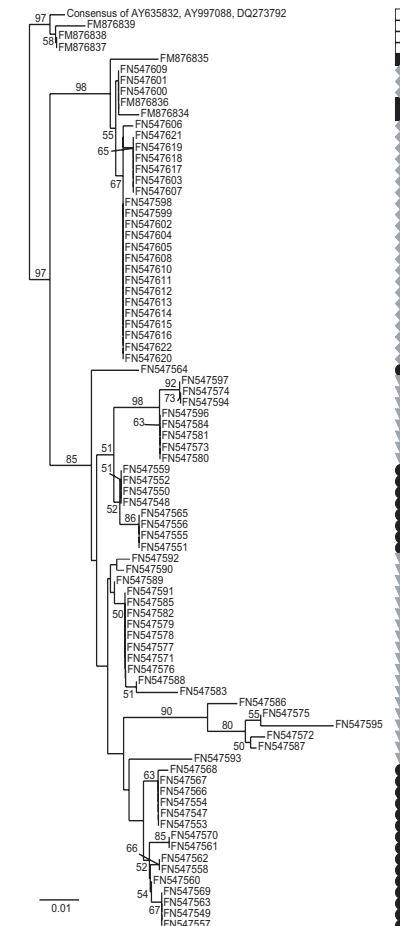 97
Consensus of AY635832, AY997088, DQ273792
FM876839
58
FM876838
FM876837
FM876835
98
FN547609
FN547601
FN547600
FM876836
FM876834
FN547606
55
FN547621
65
FN547619
FN547618
FN547617
67
FN547603
FN547607
FN547598
FN547599
FN547602
FN547604
FN547605
FN547608
97
FN547610
FN547611
FN547612
FN547613
FN547614
FN547615
FN547616
FN547622
FN547620
FN547564
92
FN547597
FN547574
98
73
FN547594
FN547596
63
FN547584
FN547581
51
FN547573
85
FN547580
51
FN547559
FN547552
FN547550
FN547548
52
FN547565
86
FN547556
FN547555
FN547551
FN547592
FN547590
FN547589
FN547591
FN547585
50
FN547582
FN547579
FN547578
FN547577
FN547571
FN547576
FN547588
51
FN547583
FN547586
90
55
FN547575
80
FN547595
FN547572
50
FN547587
FN547593
FN547568
63
FN547567
FN547566
FN547554
FN547547
FN547553
85
FN547570
FN547561
66
FN547562
52
FN547558
FN547560
54
FN547569
FN547563
67
FN547549
FN547557
0.01